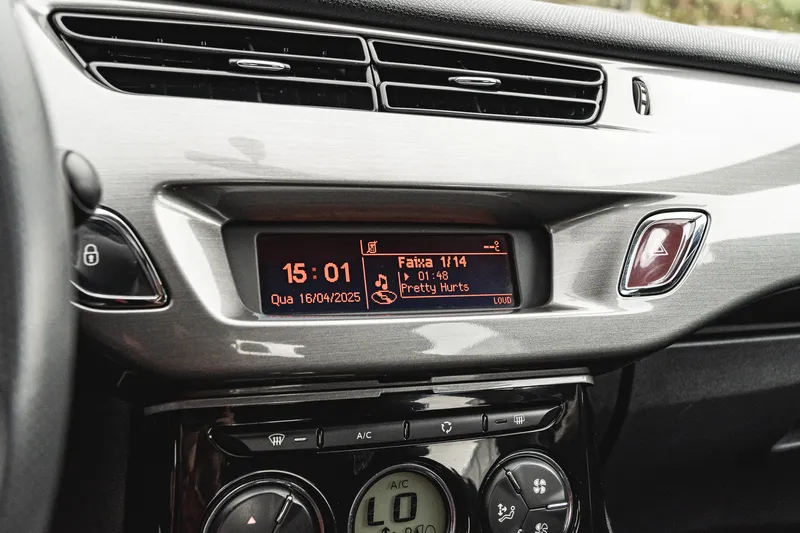 15:01
Qua 16/04/2025
--°C
Faixa 1/14
01:48
Pretty Hurts
LOUD
A/C
A/C
LO